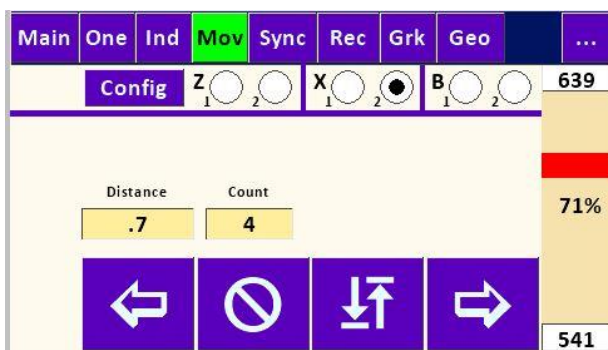 Main One Ind Mov Sync Rec Grk Geo ...
Config Z 1 2 X 1 2 B 1 2 639
71%
Distance Count
.7 4
541